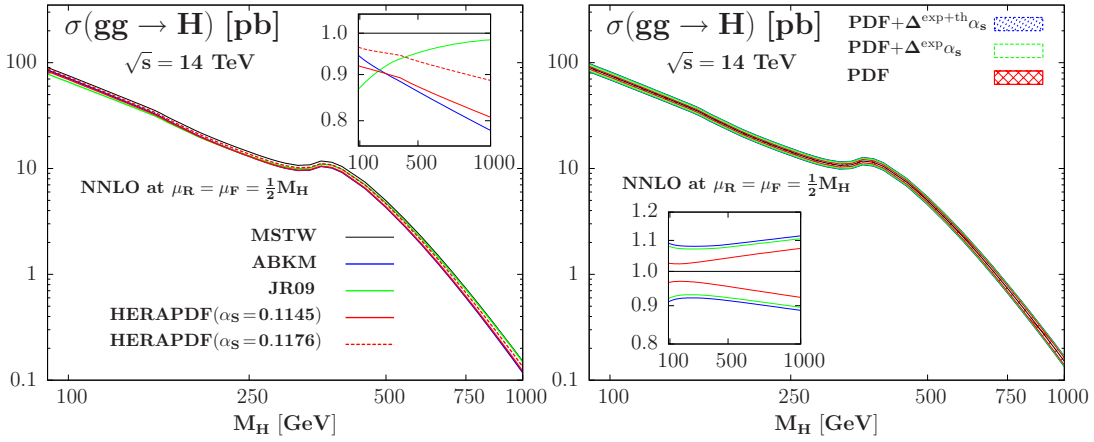 σ(gg → H) [pb]
√s = 14 TeV
1.0
0.9
0.8
100
500
1000
NNLO at μR = μF = ½MH
MSTW
ABKM
JR09
HERAPDF(αS=0.1145)
HERAPDF(αS=0.1176)
100
10
1
0.1
100
250
500
750
1000
MH [GeV]
σ(gg → H) [pb]
√s = 14 TeV
PDF+Δexp+thαs
PDF+Δexpαs
PDF
NNLO at μR = μF = ½MH
1.2
1.1
1.0
0.9
0.8
100
500
1000
100
10
1
0.1
100
250
500
750
1000
MH [GeV]